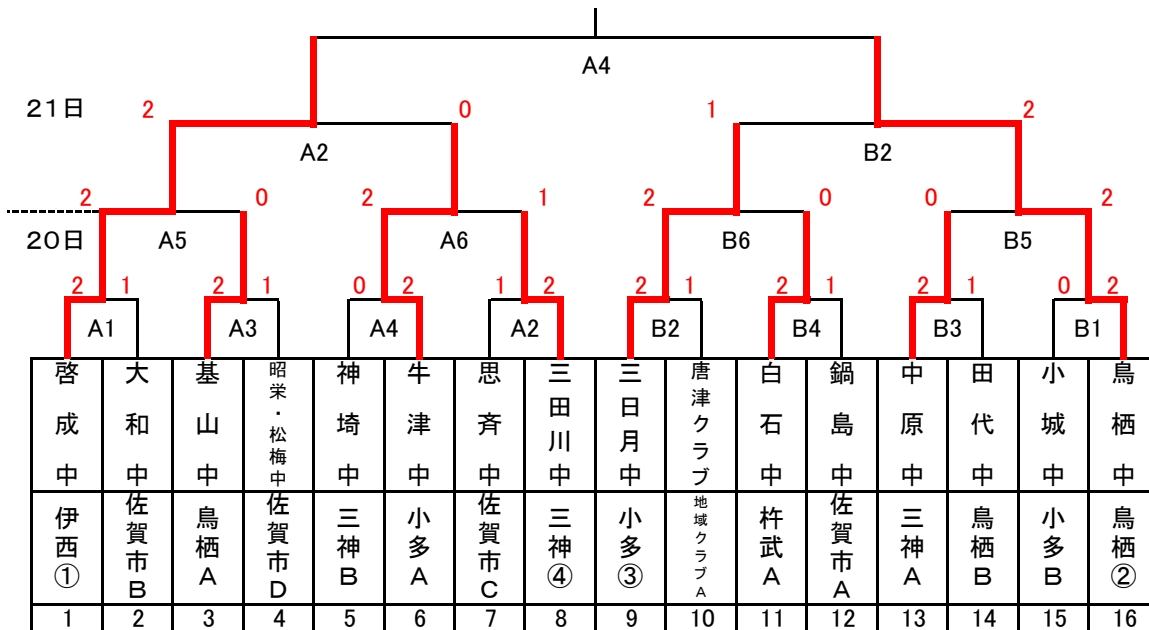 A4
21日 2 0 1 2
A2 B2
2 0 2 1 2 0 0 2
20日 A5 A6 B6 B5
2 1 2 1 0 2 1 2 2 1 2 1 2 1 0 2
A1 A3 A4 A2 B2 B4 B3 B1
啓成中 大和中 基山中 昭栄・松梅中 神埼中 牛津中 思斉中 三田川中 三日月中 唐津クラブ 白石中 鍋島中 中原中 田代中 小城中 鳥栖中
伊西① 佐賀市B 鳥栖A 佐賀市D 三神B 小多A 佐賀市C 三神④ 小多③ 地域クラブA 杵武A 佐賀市A 三神A 鳥栖B 小多B 鳥栖②
1 2 3 4 5 6 7 8 9 10 11 12 13 14 15 16